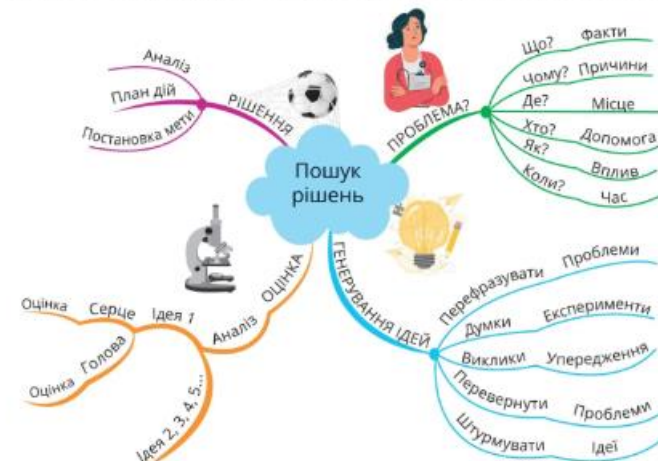 Пошук
рішень
ПРОБЛЕМА?
Що? Факти
Чому? Причини
Де? Місце
Хто? Допомога
Як? Вплив
Коли? Час
ГЕНЕРУВАННЯ ІДЕЙ
Перефразувати Проблеми
Думки Експерименти
Виклики Упередження
Перевернути Проблеми
Штурмувати Ідеї
ОЦІНКА
Аналіз
Ідея 1
Серце Оцінка
Голова Оцінка
Ідея 2, 3, 4, 5...
РІШЕННЯ
Аналіз
План дій
Постановка мети